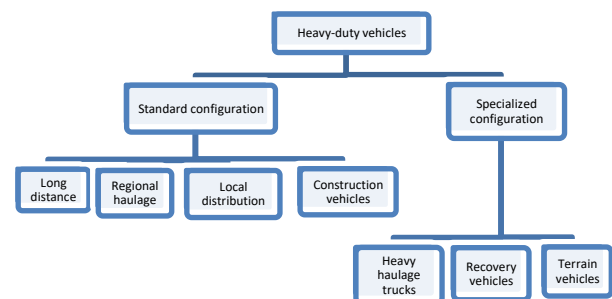 Heavy-duty vehicles
Standard configuration
Specialized
configuration
Long
distance
Regional
haulage
Local
distribution
Construction
vehicles
Heavy
haulage
trucks
Recovery
vehicles
Terrain
vehicles